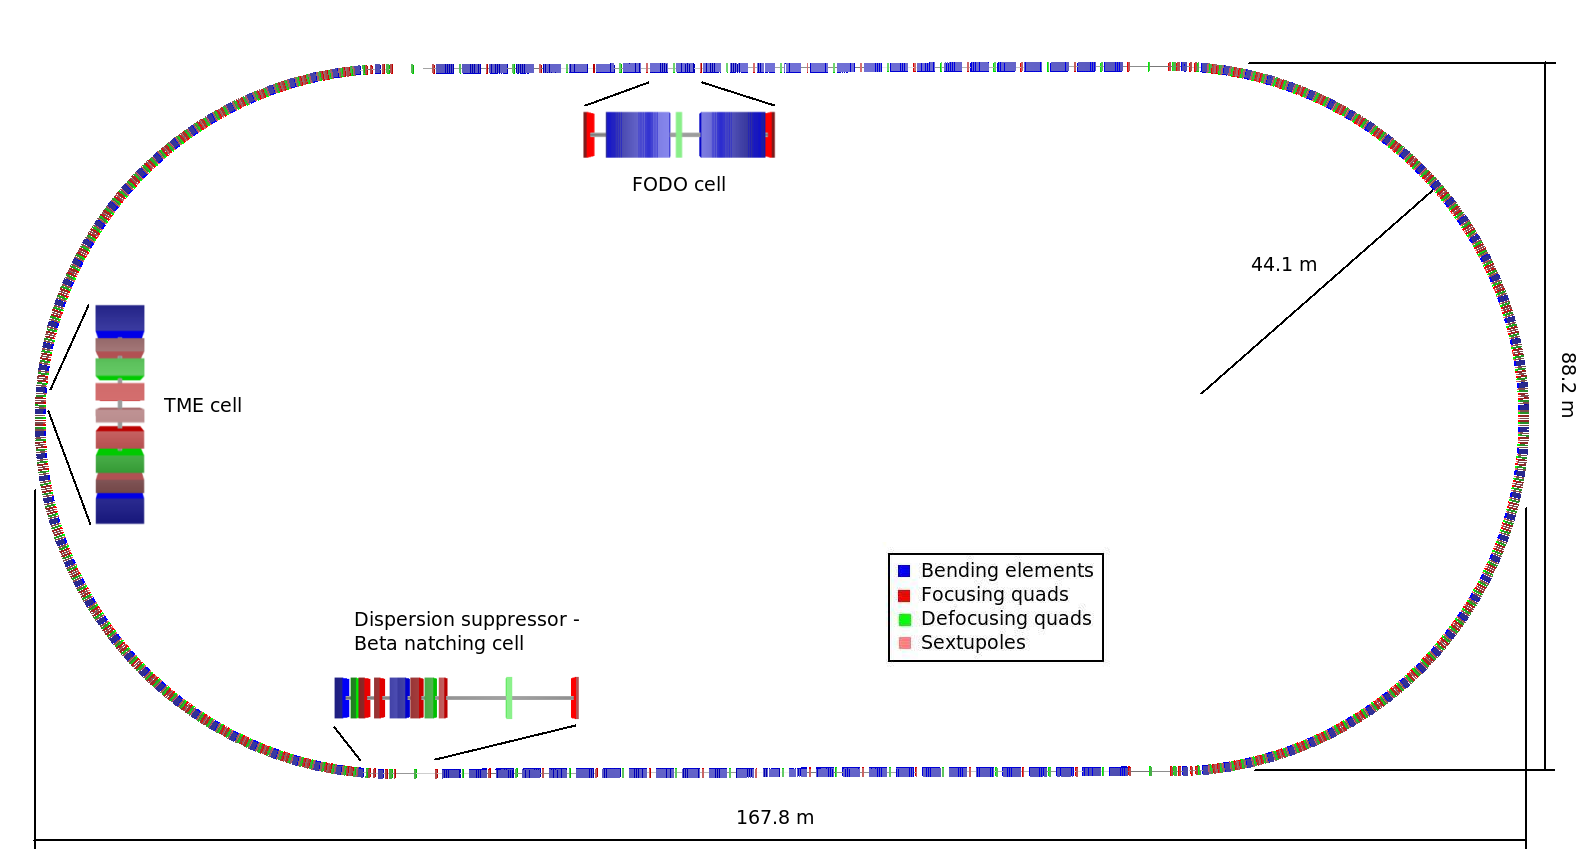 FODO cell
44.1 m
88.2 m
TME cell
Bending elements
Focusing quads
Defocusing quads
Sextupoles
Dispersion suppressor -
Beta natching cell
167.8 m